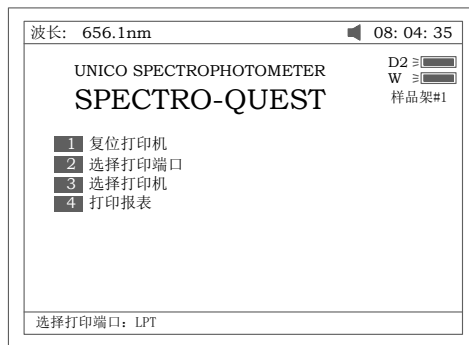 波长: 656.1nm 08: 04: 35
UNICO SPECTROPHOTOMETER
SPECTRO-QUEST
D2
W
样品架#1
1 复位打印机
2 选择打印端口
3 选择打印机
4 打印报表
选择打印端口: LPT